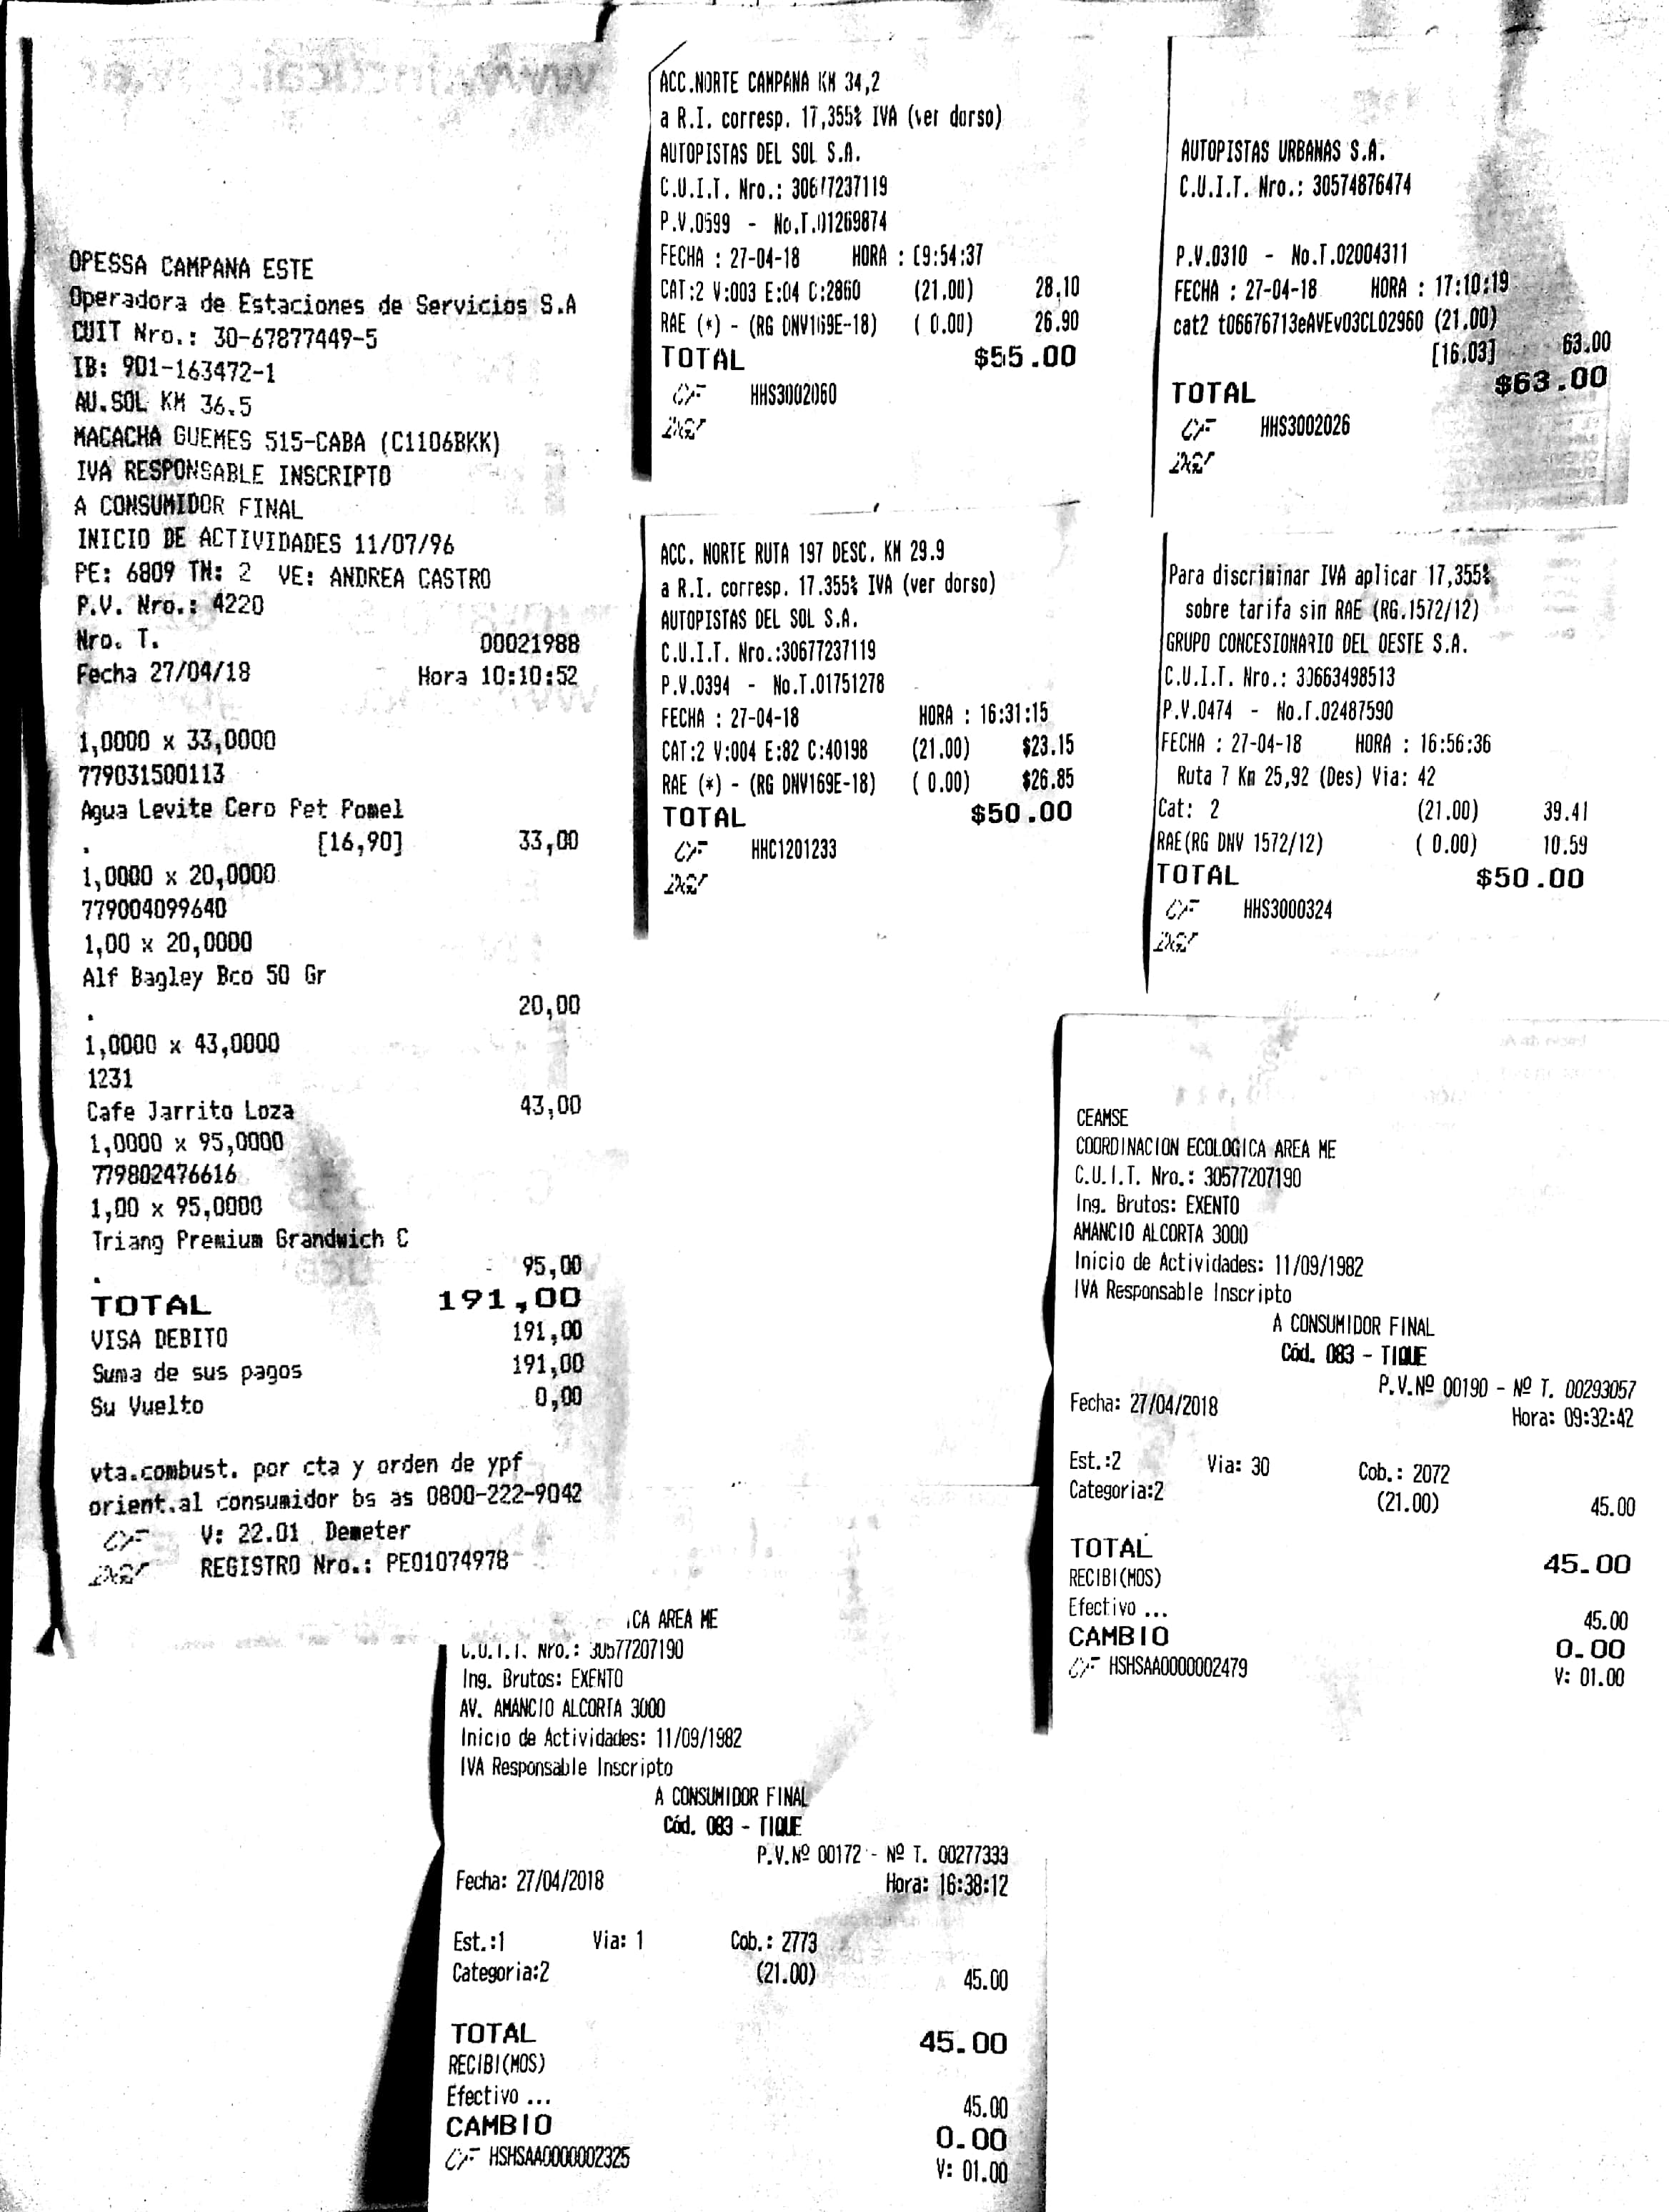 OPESSA CAMPANA ESTE
Operadora de Estaciones de Servicios S.A
CUIT Nro.: 30-67877449-5
IB: 901-163472-1
AU.SOL KM 36.5
MACACHA GUEMES 515-CABA (C1106BKK)
IVA RESPONSABLE INSCRIPTO
A CONSUMIDOR FINAL
INICIO DE ACTIVIDADES 11/07/96
PE: 6809 TN: 2 VE: ANDREA CASTRO
P.V. Nro.: 4220
Nro. T. 00021988
Fecha 27/04/18 Hora 10:10:52
1,0000 x 33,0000
779031500113
Agua Levite Cero Pet Pomel
. [16,90] 33,00
1,0000 x 20,0000
779004099640
1,00 x 20,0000
Alf Bagley Bco 50 Gr
. 20,00
1,0000 x 43,0000
1231
Cafe Jarrito Loza 43,00
1,0000 x 95,0000
779802476616
1,00 x 95,0000
Triang Premium Grandwich C
. 95,00
TOTAL 191,00
VISA DEBITO 191,00
Suma de sus pagos 191,00
Su Vuelto 0,00
vta.combust. por cta y orden de ypf
orient.al consumidor bs as 0800-222-9042
CF V: 22.01 Demeter
DGI REGISTRO Nro.: PE01074978
ACC.NORTE CAMPANA KM 34,2
a R.I. corresp. 17,355% IVA (ver dorso)
AUTOPISTAS DEL SOL S.A.
C.U.I.T. Nro.: 30677237119
P.V.0599 - No.T.01269874
FECHA : 27-04-18 HORA : 09:54:37
CAT:2 V:003 E:04 C:2860 (21.00) 28.10
RAE (*) - (RG DNV169E-18) ( 0.00) 26.90
TOTAL $55.00
CF HHS3002060
DGI
ACC. NORTE RUTA 197 DESC. KM 29.9
a R.I. corresp. 17.355% IVA (ver dorso)
AUTOPISTAS DEL SOL S.A.
C.U.I.T. Nro.:30677237119
P.V.0394 - No.T.01751278
FECHA : 27-04-18 HORA : 16:31:15
CAT:2 V:004 E:82 C:40198 (21.00) $23.15
RAE (*) - (RG DNV169E-18) ( 0.00) $26.85
TOTAL $50.00
CF HHC1201233
DGI
AUTOPISTAS URBANAS S.A.
C.U.I.T. Nro.: 30574876474
P.V.0310 - No.T.02004311
FECHA : 27-04-18 HORA : 17:10:19
cat2 t06676713eAVEv03CL02960 (21.00)
[16.03] 63.00
TOTAL $63.00
CF HHS3002026
DGI
Para discriminar IVA aplicar 17,355%
sobre tarifa sin RAE (RG.1572/12)
GRUPO CONCESIONARIO DEL OESTE S.A.
C.U.I.T. Nro.: 30663498513
P.V.0474 - No.T.02487590
FECHA : 27-04-18 HORA : 16:56:36
Ruta 7 Km 25,92 (Des) Via: 42
Cat: 2 (21.00) 39.41
RAE(RG DNV 1572/12) ( 0.00) 10.59
TOTAL $50.00
CF HHS3000324
DGI
CEAMSE
COORDINACION ECOLOGICA AREA ME
C.U.I.T. Nro.: 30577207190
Ing. Brutos: EXENTO
AMANCIO ALCORTA 3000
Inicio de Actividades: 11/09/1982
IVA Responsable Inscripto
A CONSUMIDOR FINAL
Cód. 083 - TIQUE
P.V.Nº 00190 - Nº T. 00293057
Fecha: 27/04/2018 Hora: 09:32:42
Est.:2 Via: 30 Cob.: 2072
Categoria:2 (21.00) 45.00
TOTAL 45.00
RECIBI(MOS)
Efectivo ... 45.00
CAMBIO 0.00
CF HSHSAA0000002479 V: 01.00
ICA AREA ME
C.U.I.T. Nro.: 30577207190
Ing. Brutos: EXENTO
AV. AMANCIO ALCORTA 3000
Inicio de Actividades: 11/09/1982
IVA Responsable Inscripto
A CONSUMIDOR FINAL
Cód. 083 - TIQUE
P.V.Nº 00172 - Nº T. 00277333
Fecha: 27/04/2018 Hora: 16:38:12
Est.:1 Via: 1 Cob.: 2773
Categoria:2 (21.00) 45.00
TOTAL 45.00
RECIBI(MOS)
Efectivo ... 45.00
CAMBIO 0.00
CF HSHSAA0000002325 V: 01.00